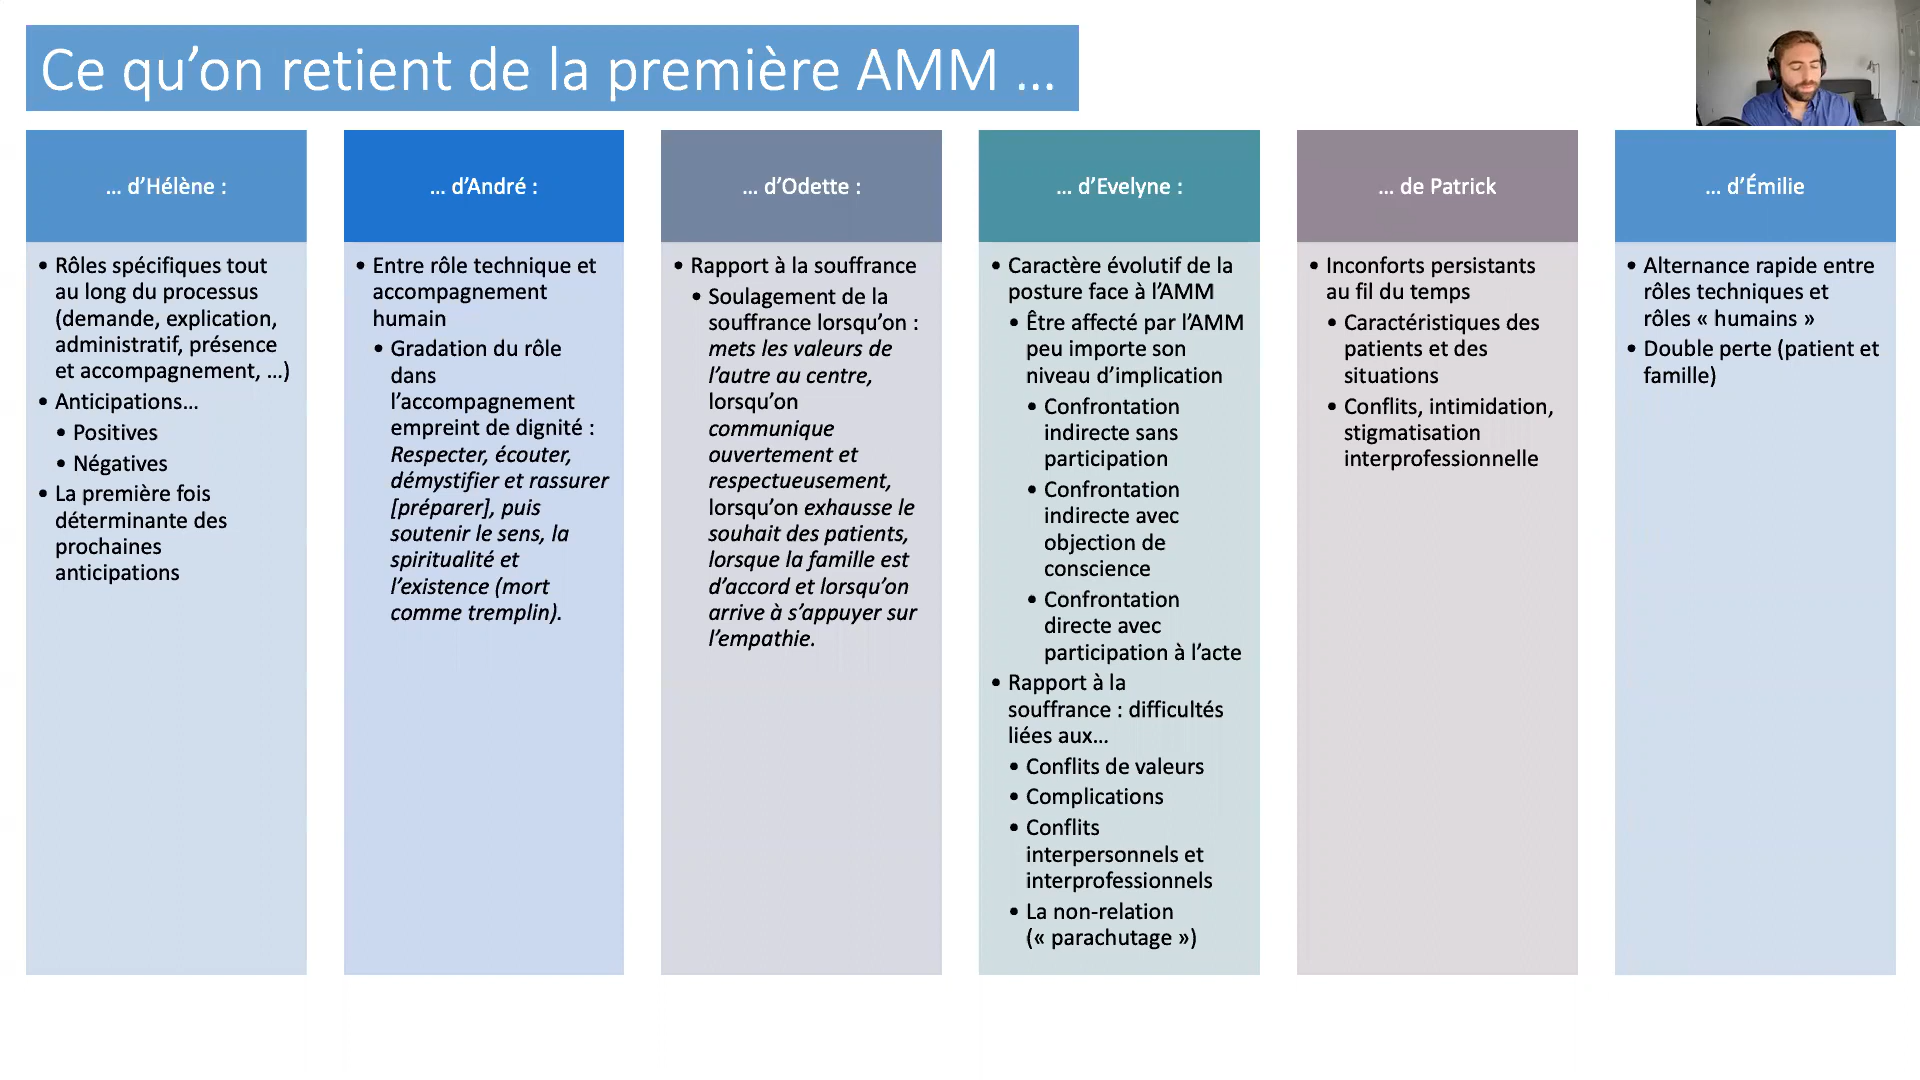 Ce qu’on retient de la première AMM ...
... d’Hélène :
• Rôles spécifiques tout
au long du processus
(demande, explication,
administratif, présence
et accompagnement, ...)
• Anticipations...
• Positives
• Négatives
• La première fois
déterminante des
prochaines
anticipations
... d’André :
• Entre rôle technique et
accompagnement
humain
• Gradation du rôle
dans
l’accompagnement
empreint de dignité :
Respecter, écouter,
démystifier et rassurer
[préparer], puis
soutenir le sens, la
spiritualité et
l’existence (mort
comme tremplin).
... d’Odette :
• Rapport à la souffrance
• Soulagement de la
souffrance lorsqu’on :
mets les valeurs de
l’autre au centre,
lorsqu’on
communique
ouvertement et
respectueusement,
lorsqu’on exhausse le
souhait des patients,
lorsque la famille est
d’accord et lorsqu’on
arrive à s’appuyer sur
l’empathie.
... d’Evelyne :
• Caractère évolutif de la
posture face à l’AMM
• Être affecté par l’AMM
peu importe son
niveau d’implication
• Confrontation
indirecte sans
participation
• Confrontation
indirecte avec
objection de
conscience
• Confrontation
directe avec
participation à l’acte
• Rapport à la
souffrance : difficultés
liées aux...
• Conflits de valeurs
• Complications
• Conflits
interpersonnels et
interprofessionnels
• La non-relation
(« parachutage »)
... de Patrick
• Inconforts persistants
au fil du temps
• Caractéristiques des
patients et des
situations
• Conflits, intimidation,
stigmatisation
interprofessionnelle
... d’Émilie
• Alternance rapide entre
rôles techniques et
rôles « humains »
• Double perte (patient et
famille)